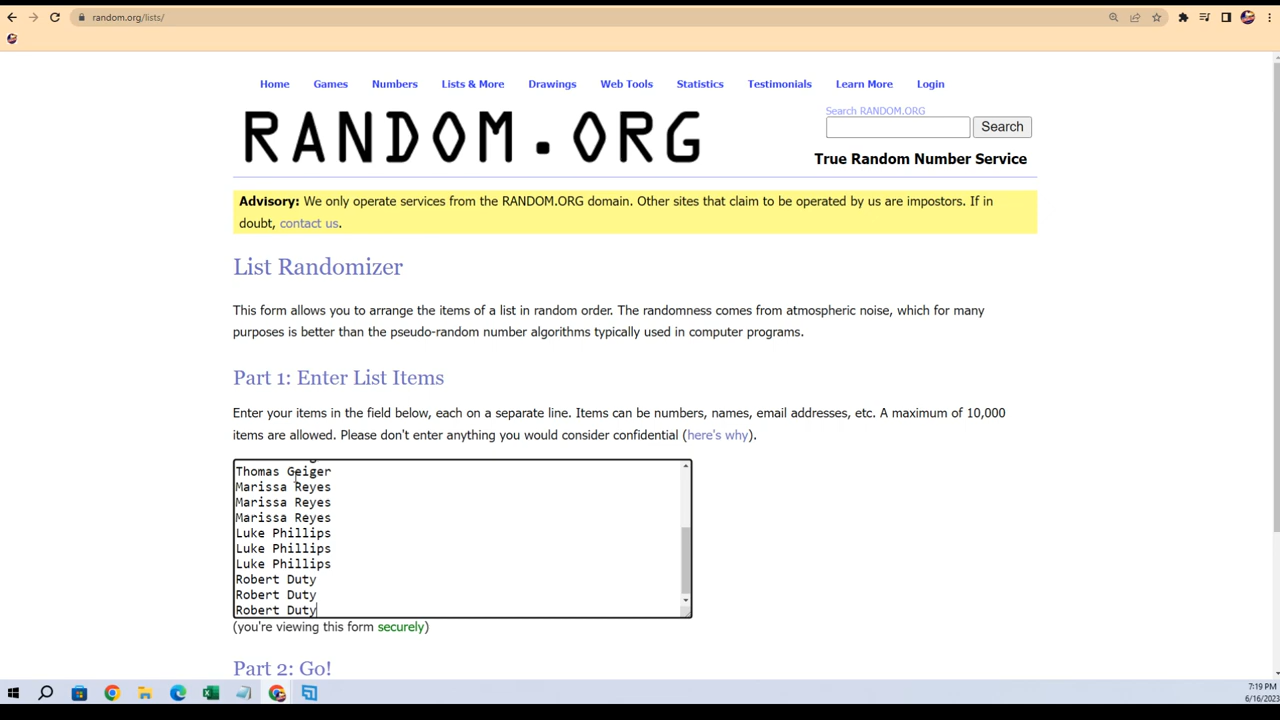 random.org/lists/
Home Games Numbers Lists & More Drawings Web Tools Statistics Testimonials Learn More Login
RANDOM.ORG
Search RANDOM.ORG
Search
True Random Number Service
Advisory: We only operate services from the RANDOM.ORG domain. Other sites that claim to be operated by us are impostors. If in
doubt, contact us.
List Randomizer
This form allows you to arrange the items of a list in random order. The randomness comes from atmospheric noise, which for many
purposes is better than the pseudo-random number algorithms typically used in computer programs.
Part 1: Enter List Items
Enter your items in the field below, each on a separate line. Items can be numbers, names, email addresses, etc. A maximum of 10,000
items are allowed. Please don't enter anything you would consider confidential (here's why).
Thomas Geiger
Marissa Reyes
Marissa Reyes
Marissa Reyes
Luke Phillips
Luke Phillips
Luke Phillips
Robert Duty
Robert Duty
Robert Duty
(you're viewing this form securely)
Part 2: Go!
7:19 PM
6/16/2023